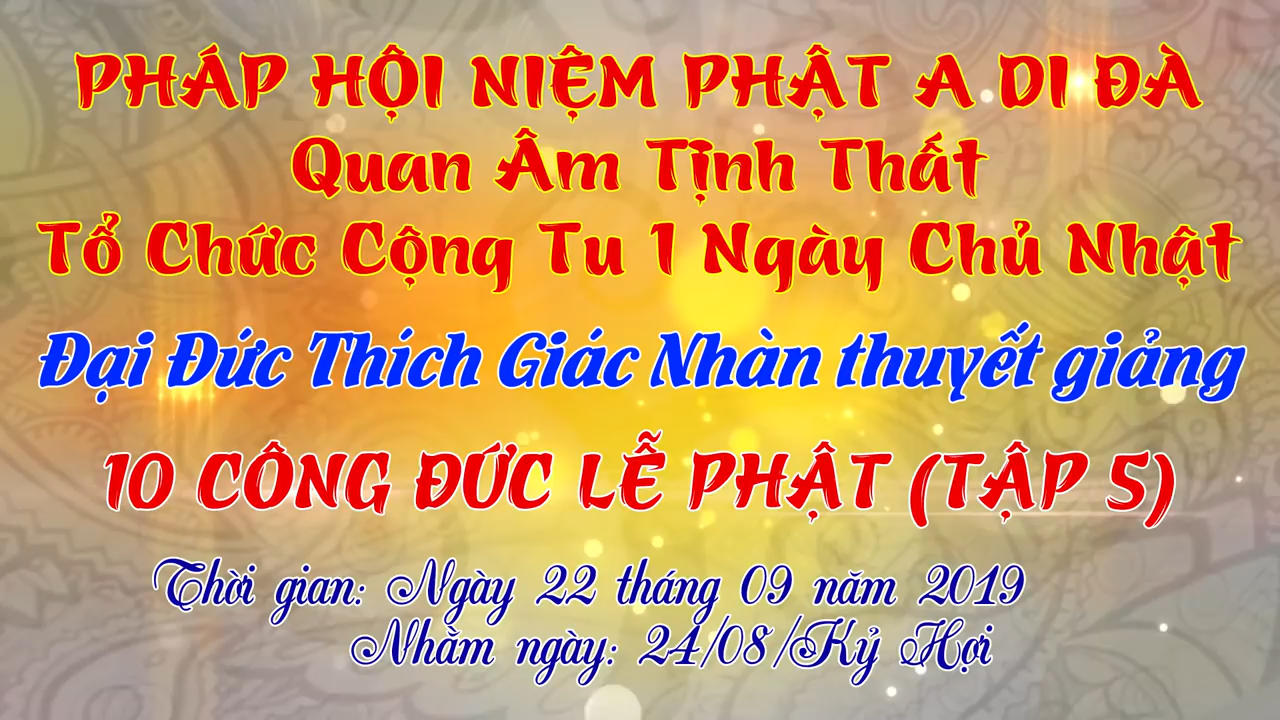 PHÁP HỘI NIỆM PHẬT A DI ĐÀ
Quan Âm Tịnh Thất
Tổ Chức Cộng Tu 1 Ngày Chủ Nhật
Đại Đức Thích Giác Nhàn thuyết giảng
10 CÔNG ĐỨC LỄ PHẬT (TẬP 5)
Thời gian: Ngày 22 tháng 09 năm 2019
Nhằm ngày: 24/08/Kỷ Hợi